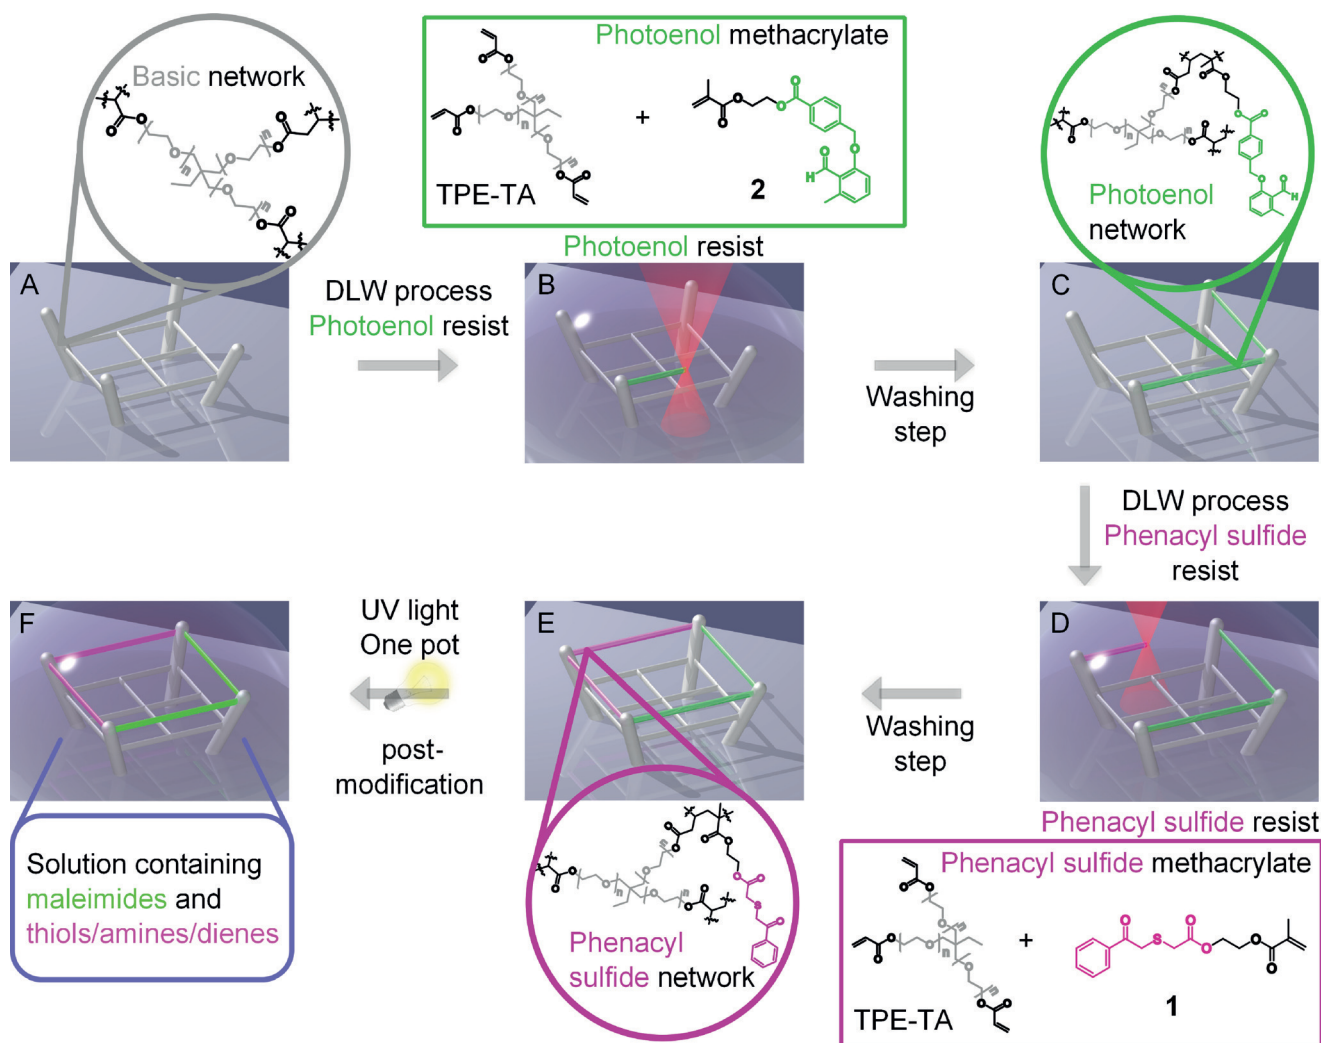 Basic network
O
O
O
O
O
O
O
O
O
n
n
n
Photoenol methacrylate
O
O
O
O
O
O
O
O
O
n
n
n
TPE-TA
+
O
O
O
O
O
O
H
2
Photoenol resist
O
O
O
O
O
O
O
O
O
O
O
O
O
H
n
n
n
Photoenol
network
A
DLW process
Photoenol resist
B
Washing
step
C
DLW process
Phenacyl sulfide
resist
D
Phenacyl sulfide resist
Phenacyl sulfide methacrylate
O
O
O
O
O
O
O
O
O
n
n
n
TPE-TA
+
O
S
O
O
O
O
1
Washing
step
E
O
O
O
O
O
O
O
O
O
O
O
O
S
O
n
n
n
Phenacyl
sulfide network
UV light
One pot
post-
modification
F
Solution containing
maleimides and
thiols/amines/dienes